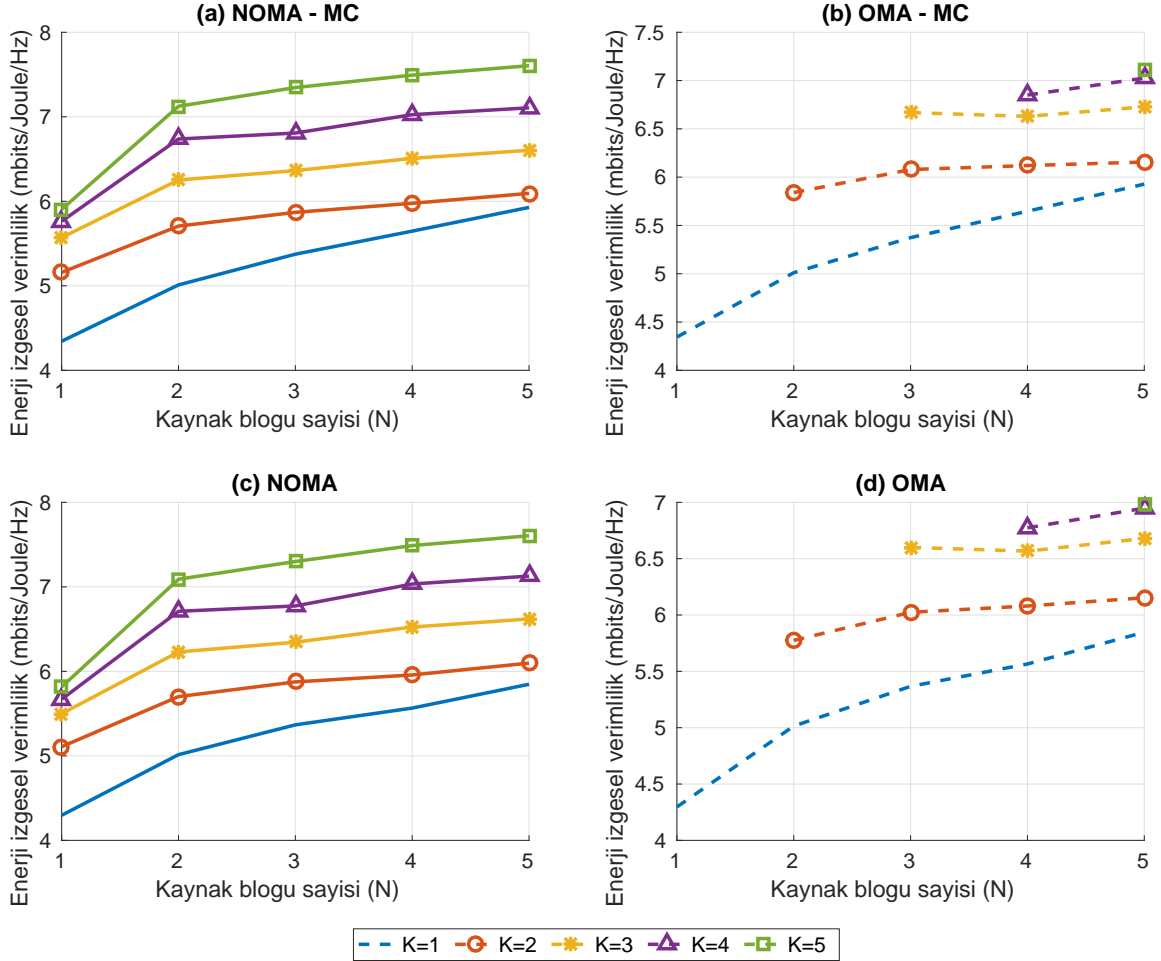 (a) NOMA - MC
Enerji izgesel verimlilik (mbits/Joule/Hz)
8
7
6
5
4
1 2 3 4 5
Kaynak blogu sayisi (N)
(b) OMA - MC
Enerji izgesel verimlilik (mbits/Joule/Hz)
7.5
7
6.5
6
5.5
5
4.5
4
1 2 3 4 5
Kaynak blogu sayisi (N)
(c) NOMA
Enerji izgesel verimlilik (mbits/Joule/Hz)
8
7
6
5
4
1 2 3 4 5
Kaynak blogu sayisi (N)
(d) OMA
Enerji izgesel verimlilik (mbits/Joule/Hz)
7
6.5
6
5.5
5
4.5
4
1 2 3 4 5
Kaynak blogu sayisi (N)
K=1 K=2 K=3 K=4 K=5